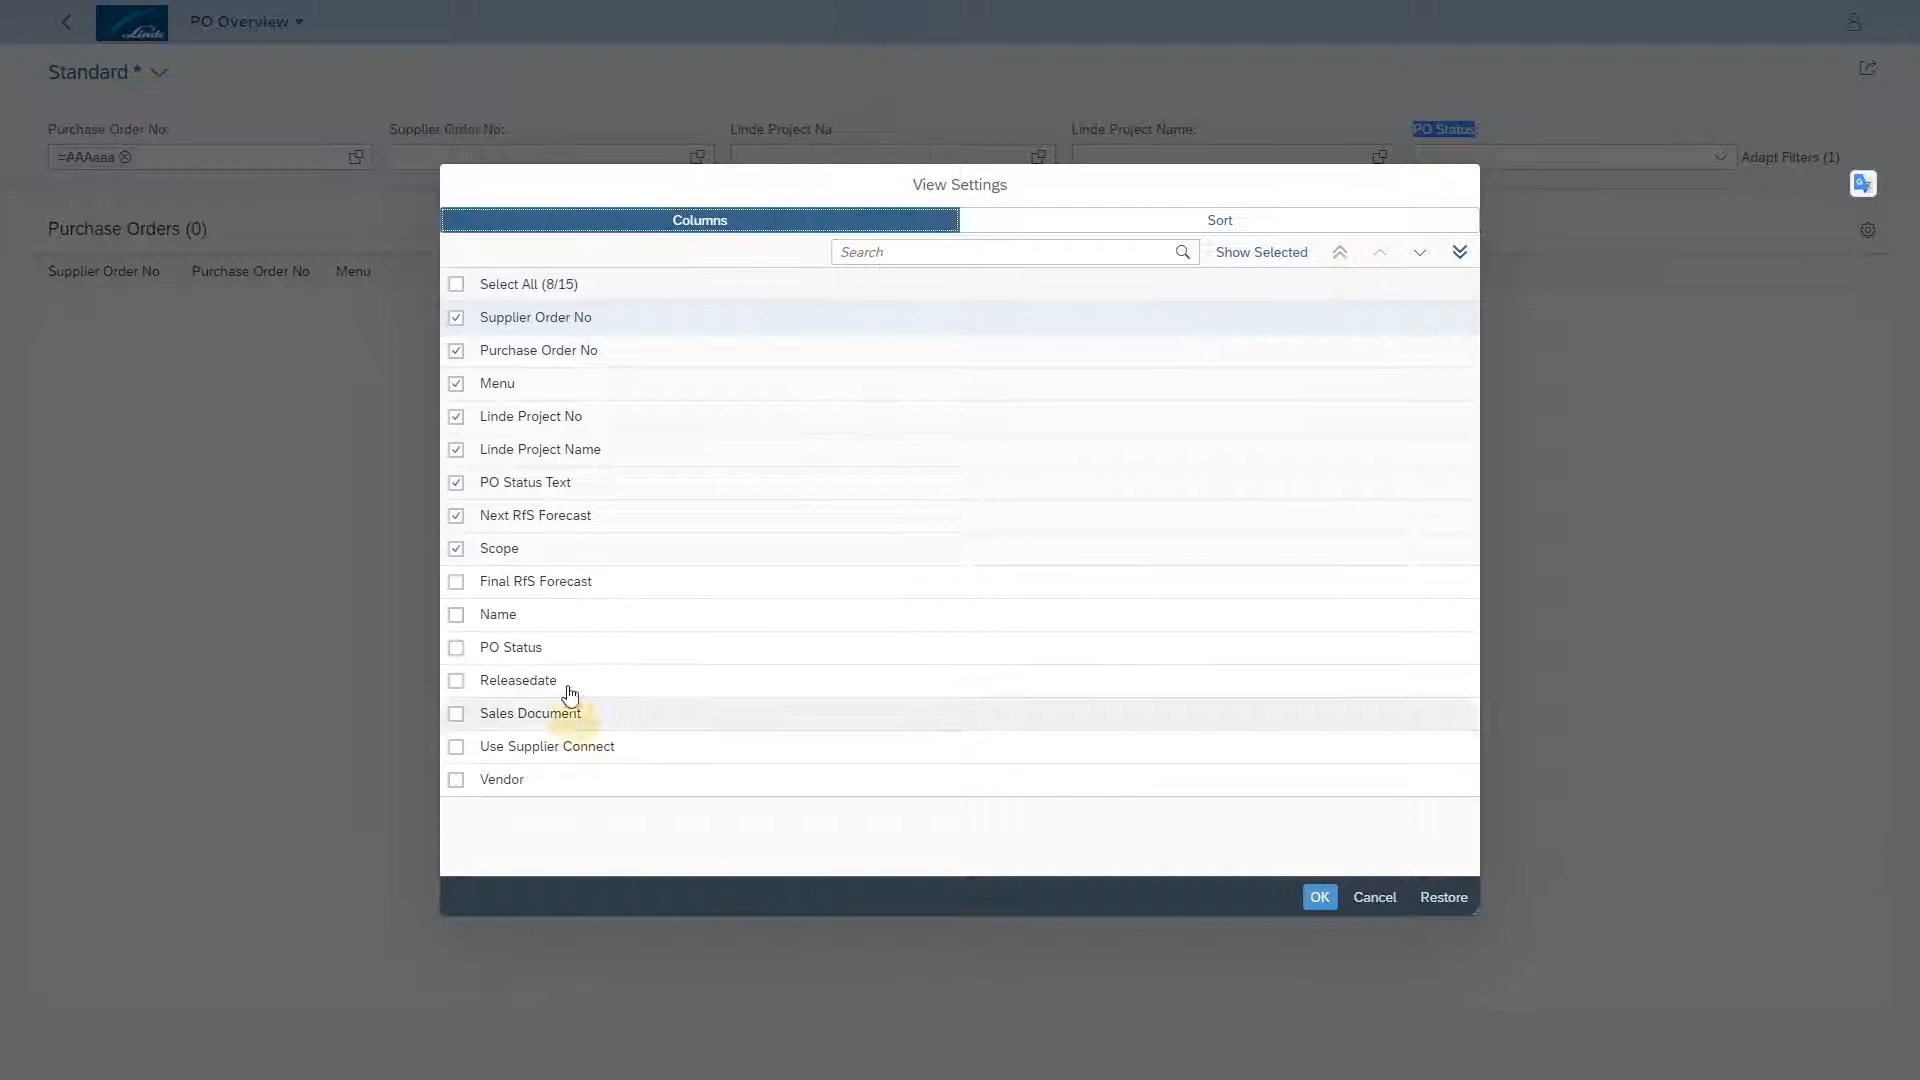 Linde
PO Overview
Standard *
Purchase Order No:
Supplier Order No:
Linde Project Na
Linde Project Name:
PO Status:
=AAAaaa
Adapt Filters (1)
Purchase Orders (0)
Supplier Order No
Purchase Order No
Menu
View Settings
Columns
Sort
Search
Show Selected
Select All (8/15)
Supplier Order No
Purchase Order No
Menu
Linde Project No
Linde Project Name
PO Status Text
Next RfS Forecast
Scope
Final RfS Forecast
Name
PO Status
Releasedate
Sales Document
Use Supplier Connect
Vendor
OK
Cancel
Restore